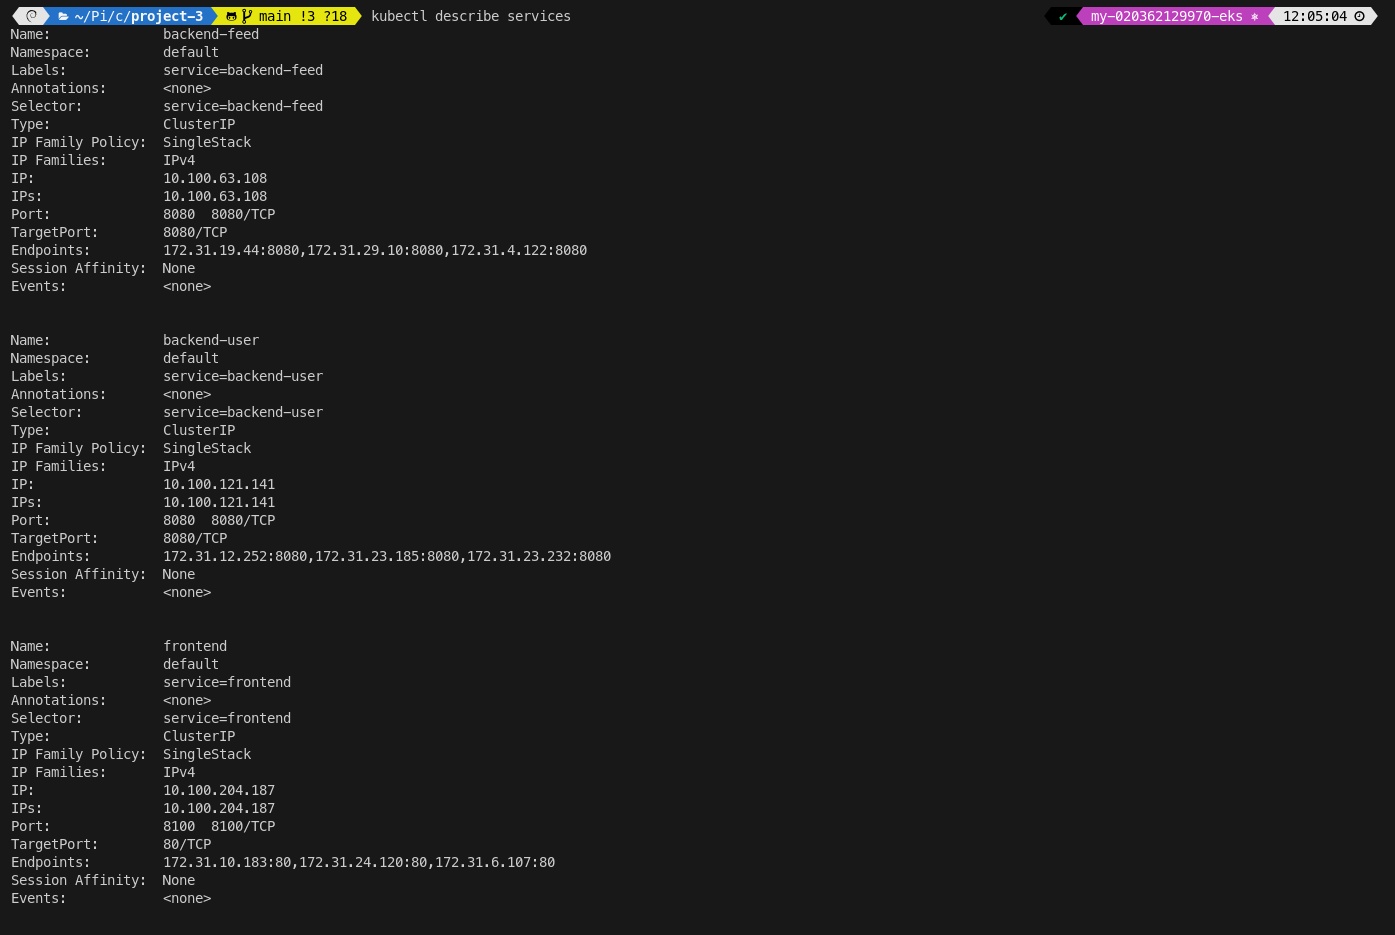 ~/Pi/c/project-3 main !3 ?18 kubectl describe services ✔ my-020362129970-eks ⎈ 12:05:04
Name: backend-feed
Namespace: default
Labels: service=backend-feed
Annotations: <none>
Selector: service=backend-feed
Type: ClusterIP
IP Family Policy: SingleStack
IP Families: IPv4
IP: 10.100.63.108
IPs: 10.100.63.108
Port: 8080 8080/TCP
TargetPort: 8080/TCP
Endpoints: 172.31.19.44:8080,172.31.29.10:8080,172.31.4.122:8080
Session Affinity: None
Events: <none>
Name: backend-user
Namespace: default
Labels: service=backend-user
Annotations: <none>
Selector: service=backend-user
Type: ClusterIP
IP Family Policy: SingleStack
IP Families: IPv4
IP: 10.100.121.141
IPs: 10.100.121.141
Port: 8080 8080/TCP
TargetPort: 8080/TCP
Endpoints: 172.31.12.252:8080,172.31.23.185:8080,172.31.23.232:8080
Session Affinity: None
Events: <none>
Name: frontend
Namespace: default
Labels: service=frontend
Annotations: <none>
Selector: service=frontend
Type: ClusterIP
IP Family Policy: SingleStack
IP Families: IPv4
IP: 10.100.204.187
IPs: 10.100.204.187
Port: 8100 8100/TCP
TargetPort: 80/TCP
Endpoints: 172.31.10.183:80,172.31.24.120:80,172.31.6.107:80
Session Affinity: None
Events: <none>